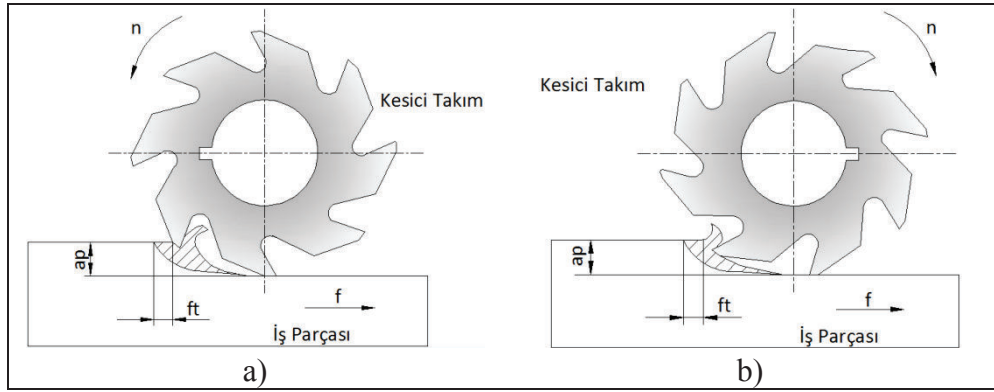 n
Kesici Takım
ap
ft
f
İş Parçası
a)
n
Kesici Takım
ap
ft
f
İş Parçası
b)